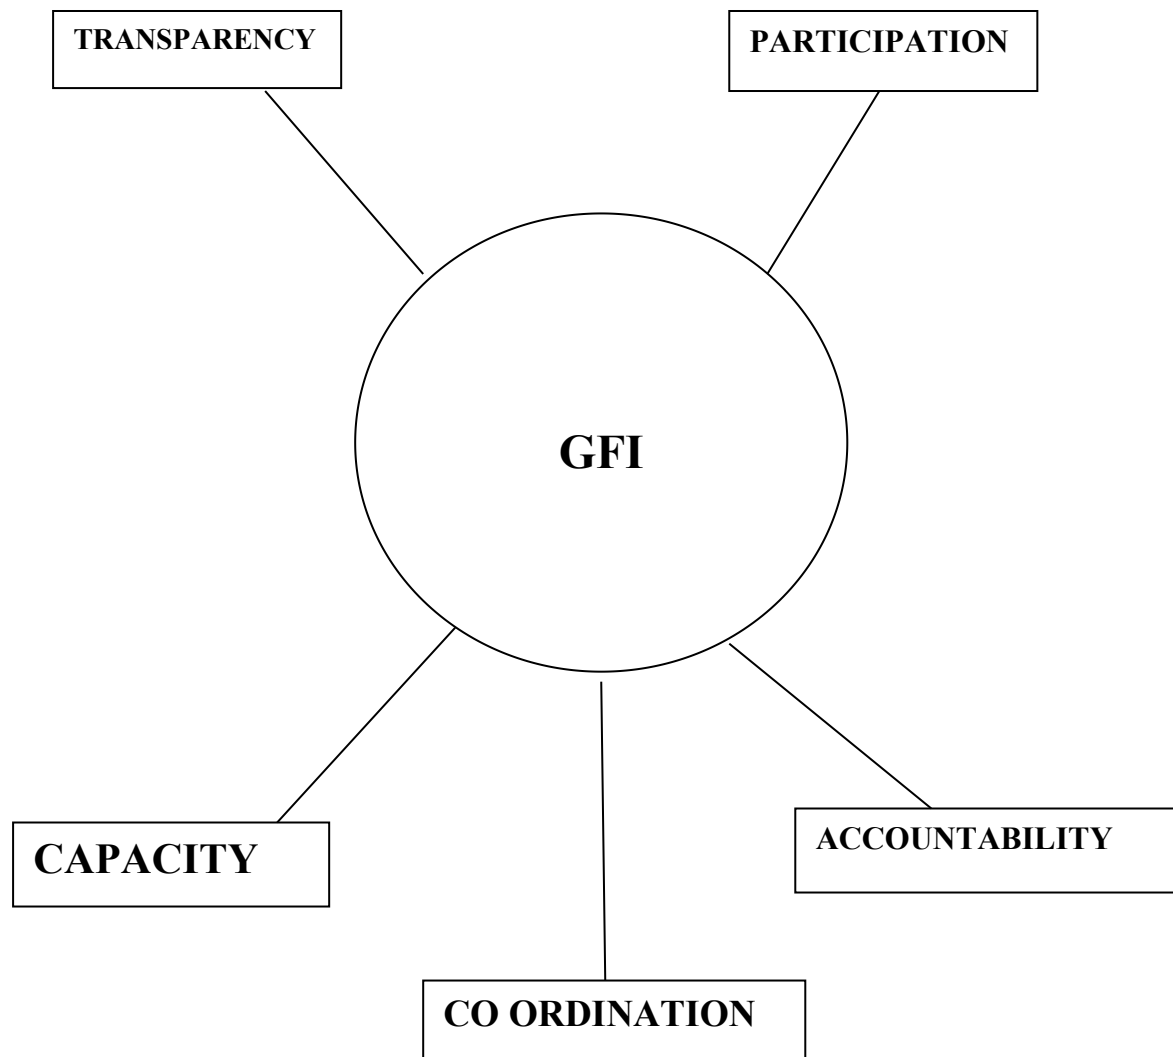 TRANSPARENCY
PARTICIPATION
GFI
CAPACITY
ACCOUNTABILITY
CO ORDINATION